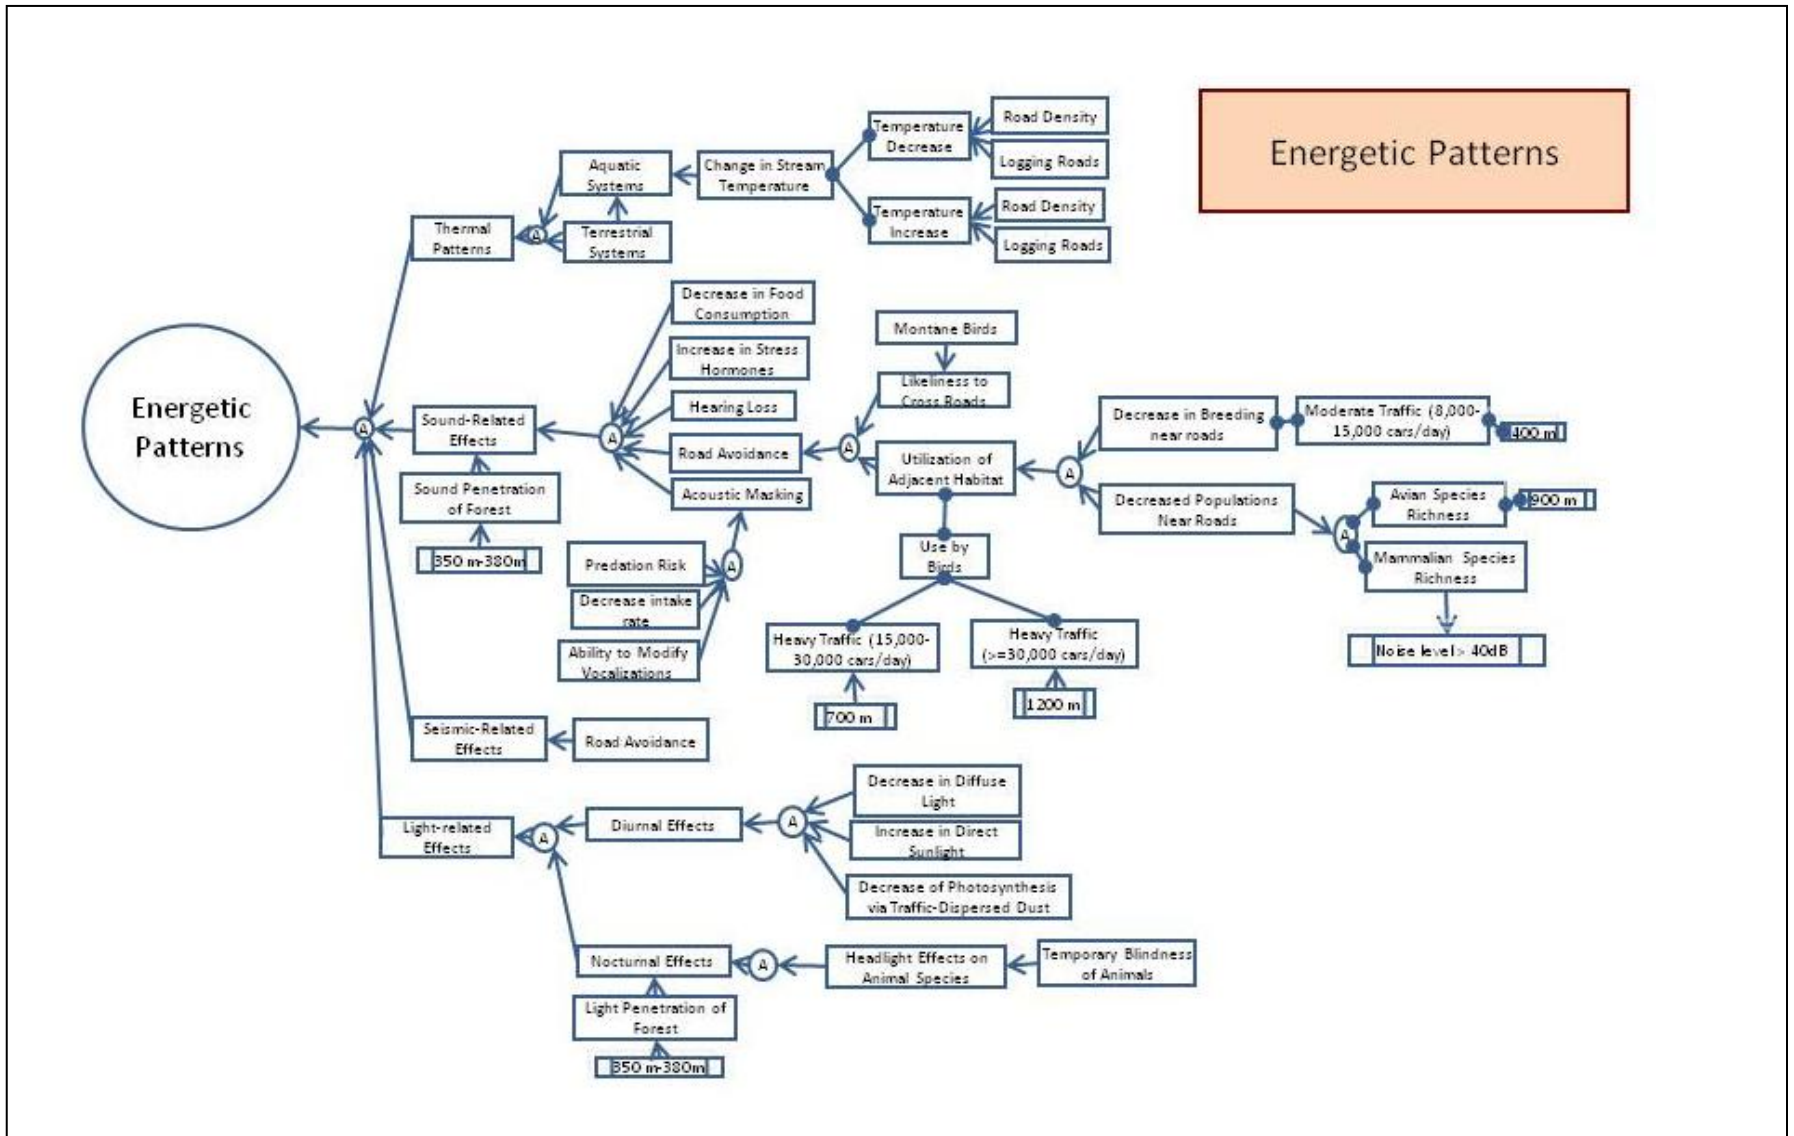 Energetic Patterns
Energetic
Patterns
A
Thermal
Patterns
A
Aquatic
Systems
Terrestrial
Systems
Change in Stream
Temperature
Temperature
Decrease
Road Density
Logging Roads
Temperature
Increase
Road Density
Logging Roads
Sound-Related
Effects
Sound Penetration
of Forest
350 m-380m
A
Decrease in Food
Consumption
Increase in Stress
Hormones
Hearing Loss
Road Avoidance
Acoustic Masking
A
Predation Risk
Decrease intake
rate
Ability to Modify
Vocalizations
A
Montane Birds
Likeliness to
Cross Roads
Utilization of
Adjacent Habitat
Use by
Birds
Heavy Traffic (15,000-
30,000 cars/day)
700 m
Heavy Traffic
(>=30,000 cars/day)
1200 m
A
Decrease in Breeding
near roads
Moderate Traffic (8,000-
15,000 cars/day)
400 m
Decreased Populations
Near Roads
A
Avian Species
Richness
900 m
Mammalian Species
Richness
Noise level > 40dB
Seismic-Related
Effects
Road Avoidance
Light-related
Effects
A
Diurnal Effects
A
Decrease in Diffuse
Light
Increase in Direct
Sunlight
Decrease of Photosynthesis
via Traffic-Dispersed Dust
Nocturnal Effects
A
Headlight Effects on
Animal Species
Temporary Blindness
of Animals
Light Penetration of
Forest
350 m-380m